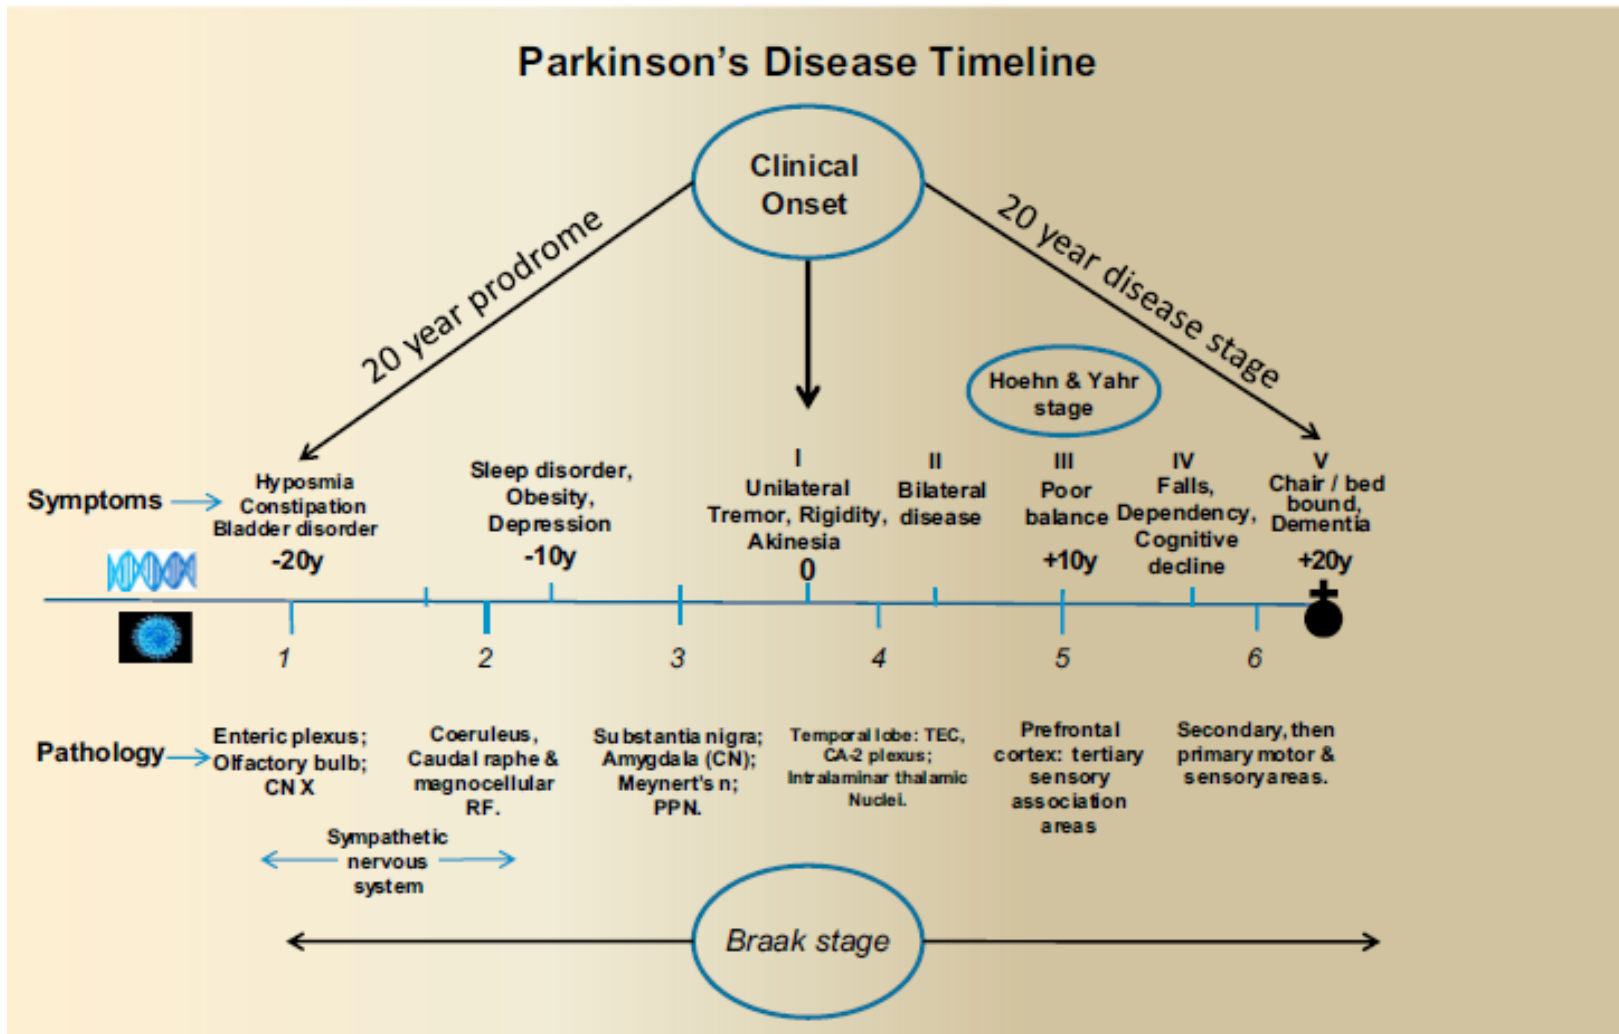 Parkinson's Disease Timeline
Clinical
Onset
20 year prodrome
20 year disease stage
Hoehn & Yahr
stage
Symptoms
Hyposmia
Constipation
Bladder disorder
-20y
Sleep disorder,
Obesity,
Depression
-10y
I
Unilateral
Tremor, Rigidity,
Akinesia
0
II
Bilateral
disease
III
Poor
balance
+10y
IV
Falls,
Dependency,
Cognitive
decline
V
Chair / bed
bound,
Dementia
+20y
1
2
3
4
5
6
Pathology
Enteric plexus;
Olfactory bulb;
CN X
Coeruleus,
Caudal raphe &
magnocellular
RF.
Substantia nigra;
Amygdala (CN);
Meynert's n;
PPN.
Temporal lobe: TEC,
CA-2 plexus;
Intralaminar thalamic
Nuclei.
Prefrontal
cortex: tertiary
sensory
association
areas
Secondary, then
primary motor &
sensory areas.
Sympathetic
nervous
system
Braak stage